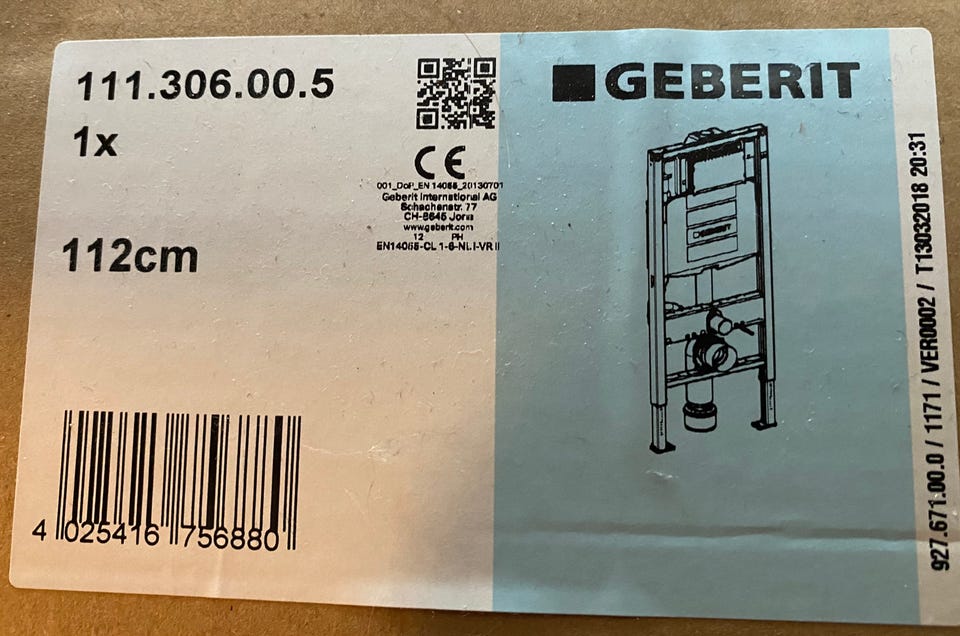 111.306.00.5
1x
112cm
CE
001_DoP_EN 14055_20130701
Geberit International AG
Schachenstr. 77
CH-8645 Jona
www.geberit.com
12 PH
EN14055-CL 1-6-NL I-VR II
4 025416 756880
GEBERIT
GEBERIT
927.671.00.0 / 1171 / VER0002 / T13032018 20:31